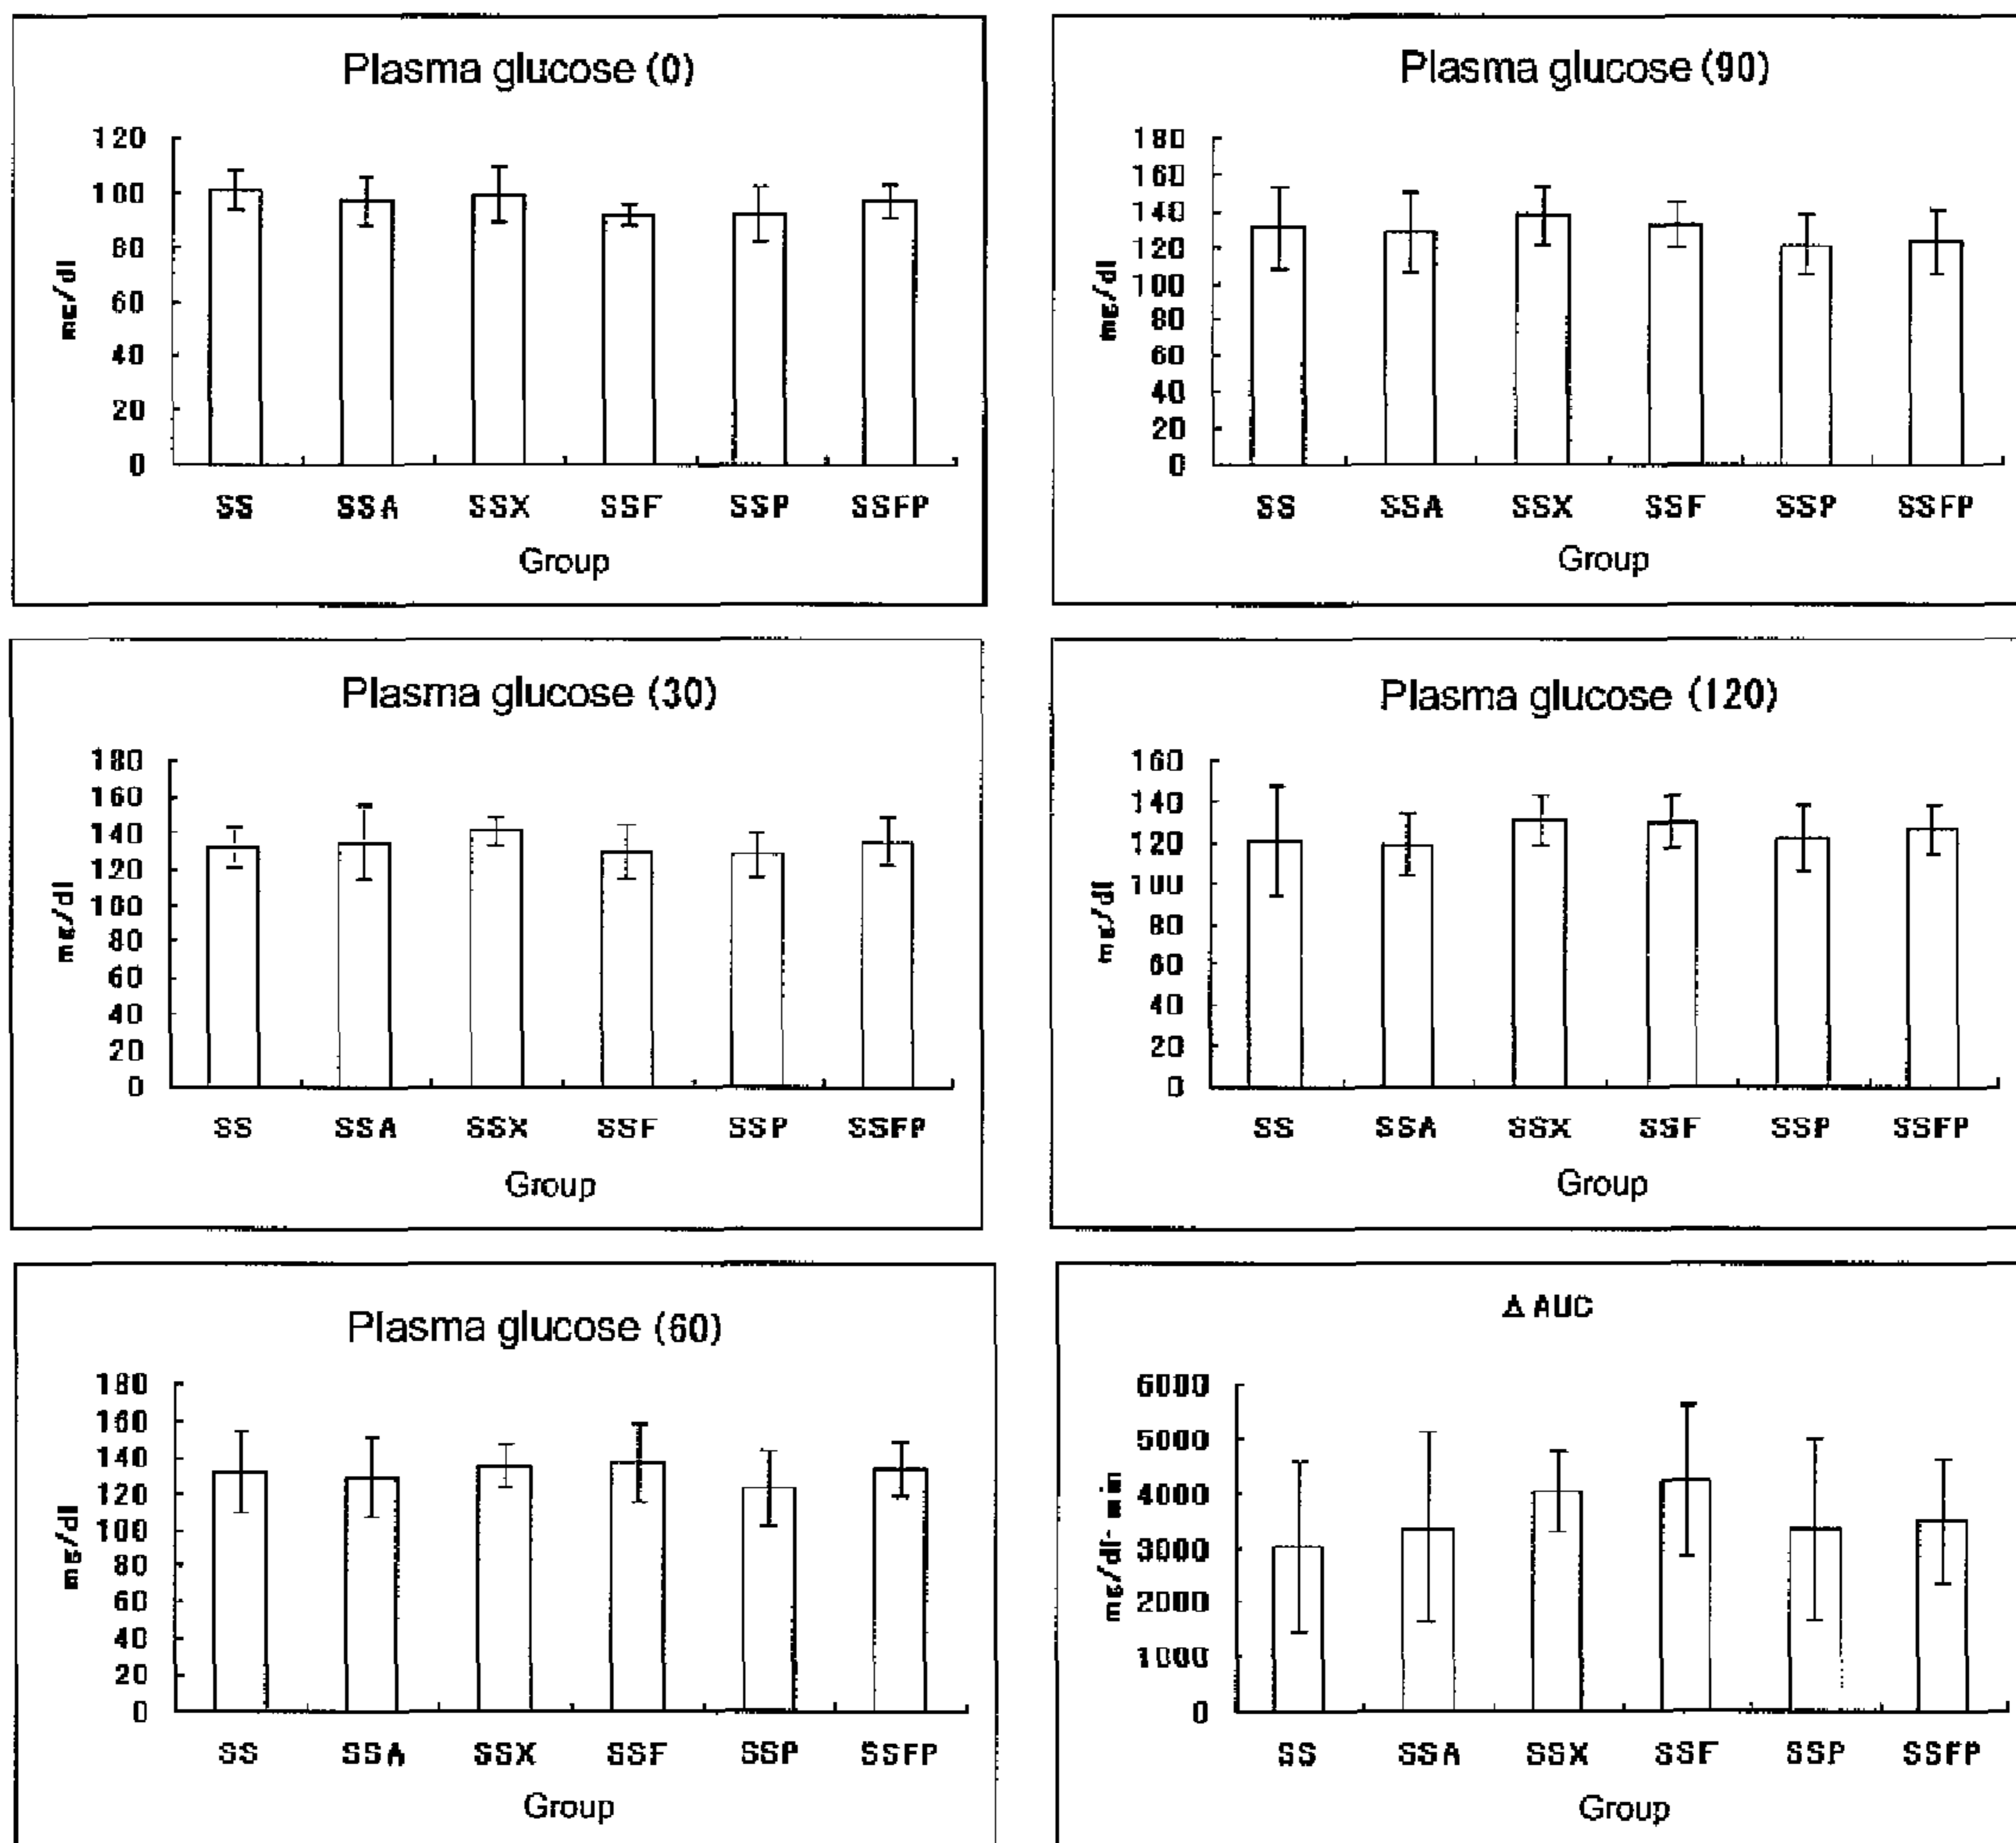 Plasma glucose (0)
120
100
80
60
40
20
0
mg/dl
SS SSA SSX SSF SSP SSFP
Group
Plasma glucose (90)
180
160
140
120
100
80
60
40
20
0
mg/dl
SS SSA SSX SSF SSP SSFP
Group
Plasma glucose (30)
180
160
140
120
100
80
60
40
20
0
mg/dl
SS SSA SSX SSF SSP SSFP
Group
Plasma glucose (120)
160
140
120
100
80
60
40
20
0
mg/dl
SS SSA SSX SSF SSP SSFP
Group
Plasma glucose (60)
180
160
140
120
100
80
60
40
20
0
mg/dl
SS SSA SSX SSF SSP SSFP
Group
Δ AUC
6000
5000
4000
3000
2000
1000
0
mg/dl· min
SS SSA SSX SSF SSP SSFP
Group